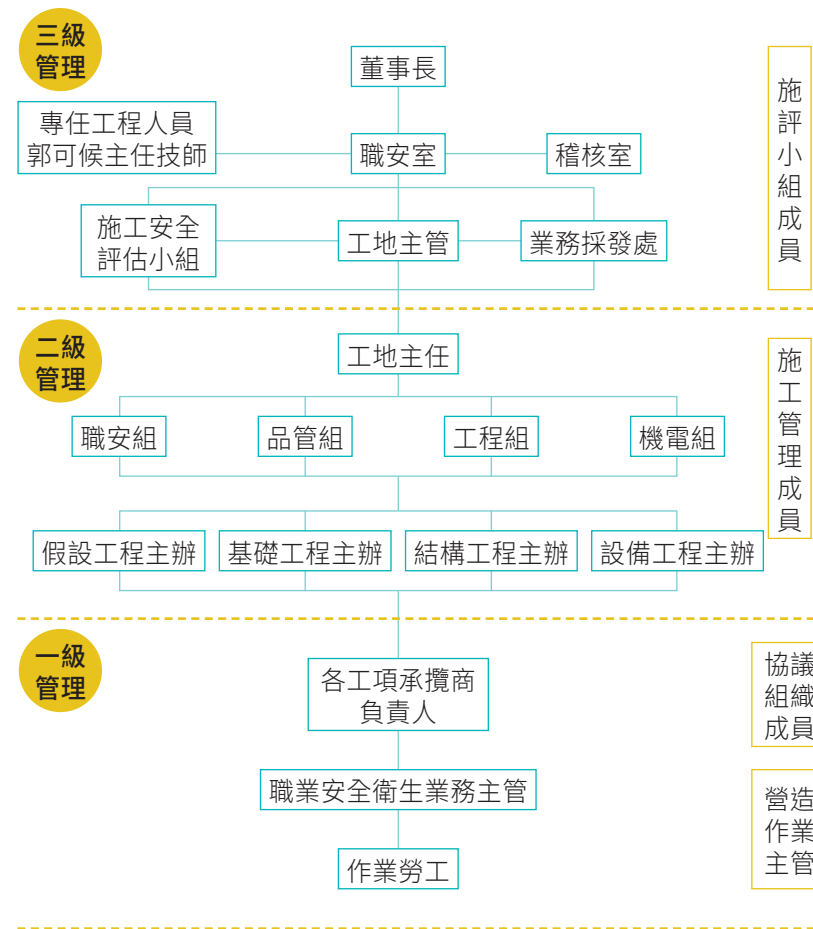 三級
管理
董事長
專任工程人員
郭可候主任技師
職安室
稽核室
施工安全
評估小組
工地主管
業務採發處
施評小組成員
二級
管理
工地主任
職安組
品管組
工程組
機電組
假設工程主辦
基礎工程主辦
結構工程主辦
設備工程主辦
施工管理成員
一級
管理
各工項承攬商
負責人
職業安全衛生業務主管
作業勞工
協議
組織
成員
營造
作業
主管